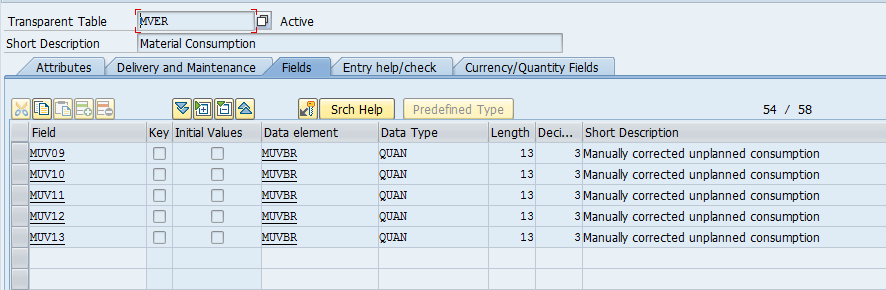 Transparent Table MVER Active
Short Description Material Consumption
Attributes Delivery and Maintenance Fields Entry help/check Currency/Quantity Fields
Srch Help Predefined Type 54 / 58
Field Key Initial Values Data element Data Type Length Deci... Short Description
MUV09 MUVBR QUAN 13 3 Manually corrected unplanned consumption
MUV10 MUVBR QUAN 13 3 Manually corrected unplanned consumption
MUV11 MUVBR QUAN 13 3 Manually corrected unplanned consumption
MUV12 MUVBR QUAN 13 3 Manually corrected unplanned consumption
MUV13 MUVBR QUAN 13 3 Manually corrected unplanned consumption